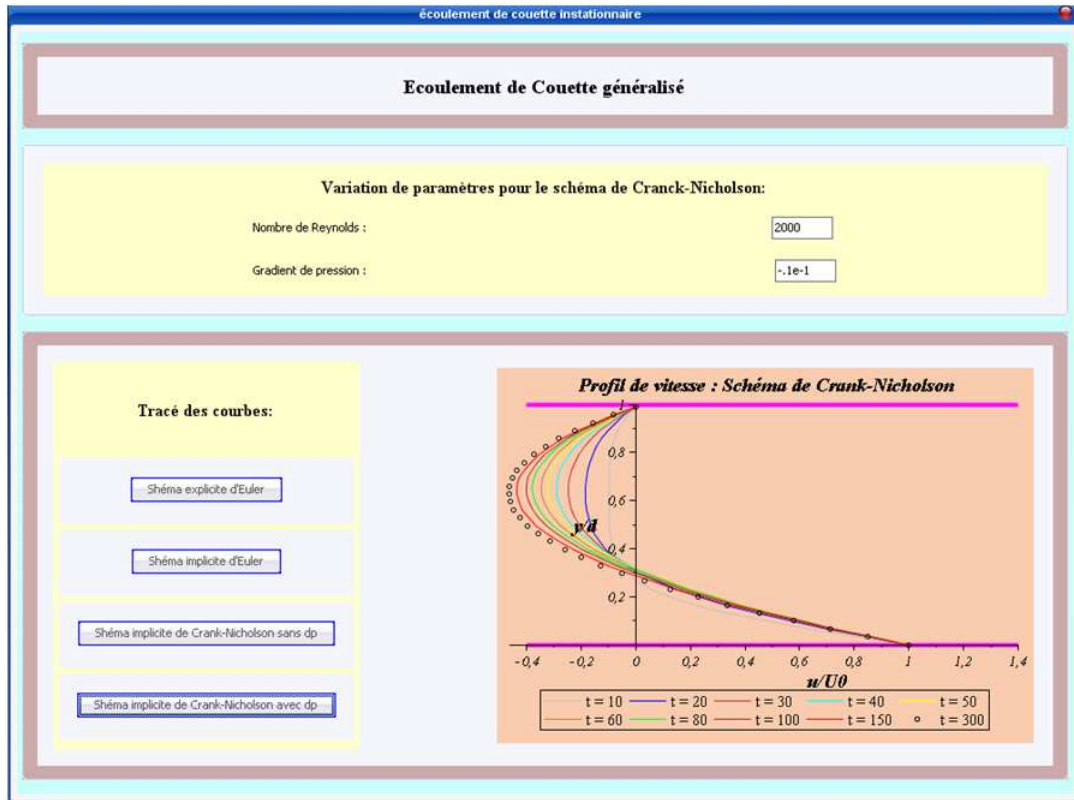 écoulement de couette instationnaire
Ecoulement de Couette généralisé
Variation de paramètres pour le schéma de Cranck-Nicholson:
Nombre de Reynolds : 2000
Gradient de pression : -.1e-1
Tracé des courbes:
Shéma explicite d'Euler
Shéma implicite d'Euler
Shéma implicite de Crank-Nicholson sans dp
Shéma implicite de Crank-Nicholson avec dp
Profil de vitesse : Schéma de Crank-Nicholson
1
0,8
0,6
y/d
0,4
0,2
-0,4 -0,2 0 0,2 0,4 0,6 0,8 1 1,2 1,4
u/U0
t = 10 t = 20 t = 30 t = 40 t = 50
t = 60 t = 80 t = 100 t = 150 t = 300